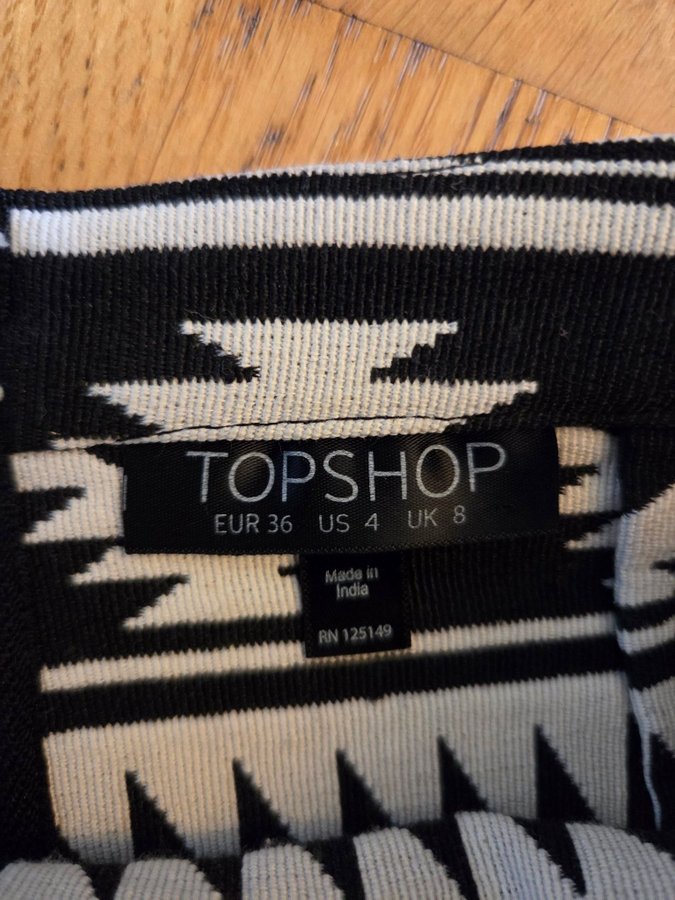 TOPSHOP
EUR 36 US 4 UK 8
Made in
India
RN 125149